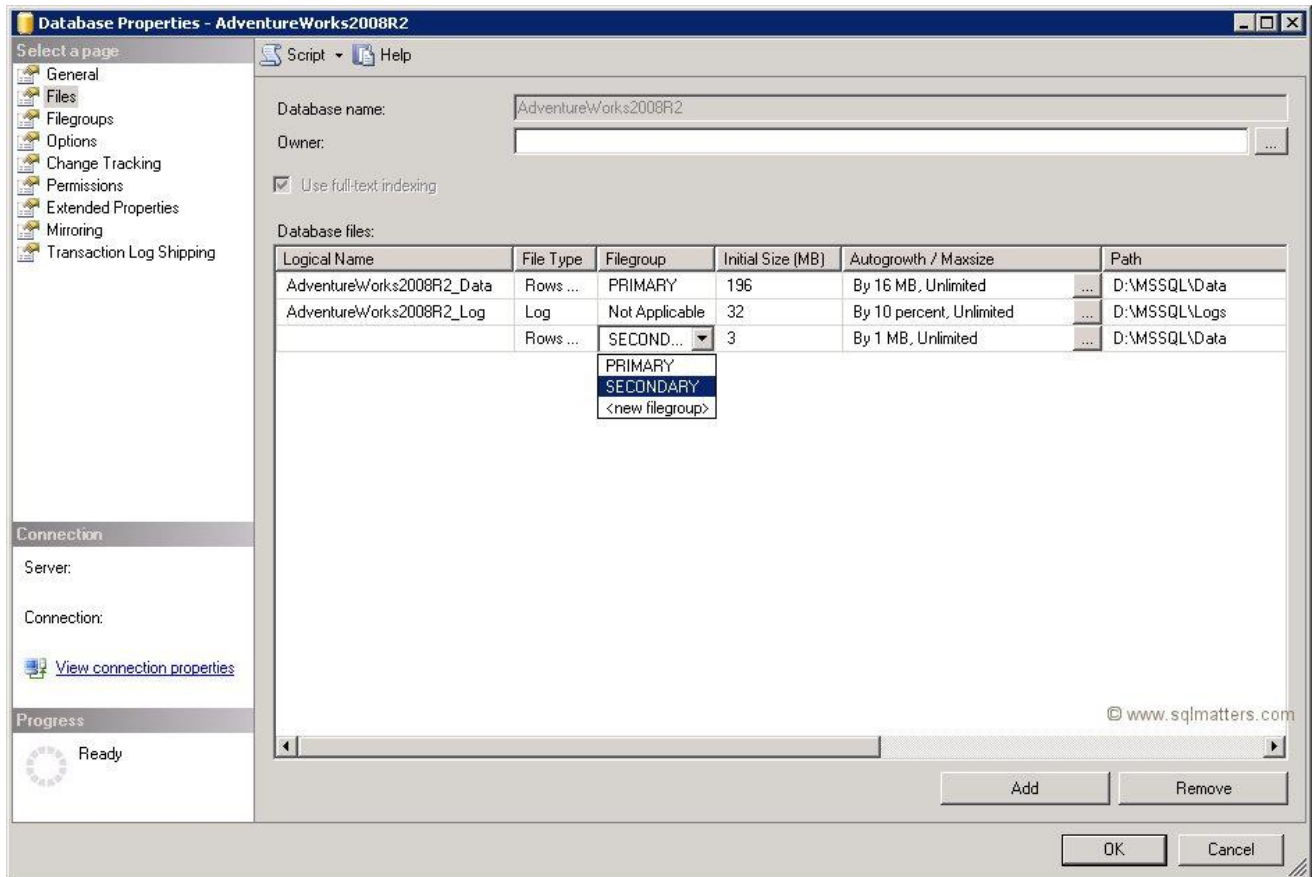 Database Properties - AdventureWorks2008R2
Select a page
General
Files
Filegroups
Options
Change Tracking
Permissions
Extended Properties
Mirroring
Transaction Log Shipping
Connection
Server:
Connection:
View connection properties
Progress
Ready
Script Help
Database name: AdventureWorks2008R2
Owner: ...
Use full-text indexing
Database files:
Logical Name File Type Filegroup Initial Size (MB) Autogrowth / Maxsize Path
AdventureWorks2008R2_Data Rows ... PRIMARY 196 By 16 MB, Unlimited ... D:\MSSQL\Data
AdventureWorks2008R2_Log Log Not Applicable 32 By 10 percent, Unlimited ... D:\MSSQL\Logs
Rows ... SECOND... 3 By 1 MB, Unlimited ... D:\MSSQL\Data
PRIMARY
SECONDARY
<new filegroup>
© www.sqlmatters.com
Add Remove
OK Cancel